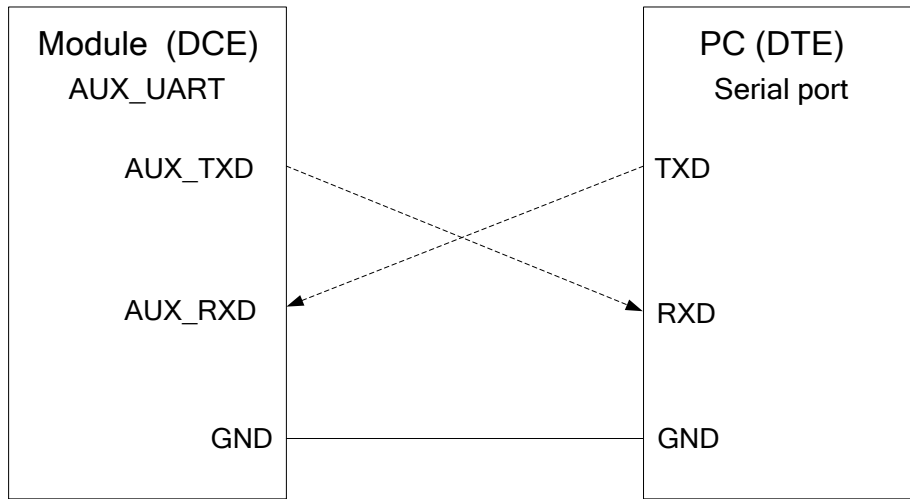 Module (DCE)
AUX_UART
AUX_TXD
AUX_RXD
GND
PC (DTE)
Serial port
TXD
RXD
GND